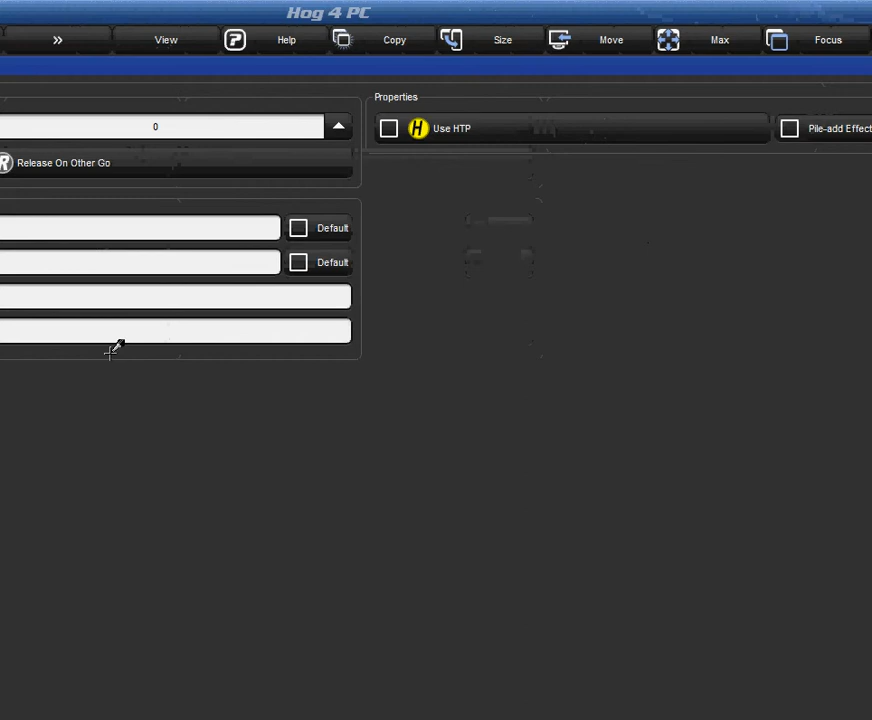 Hog 4 PC
» View Help Copy Size Move Max Focus
Properties
0
H Use HTP Pile-add Effect
R Release On Other Go
Default
Default